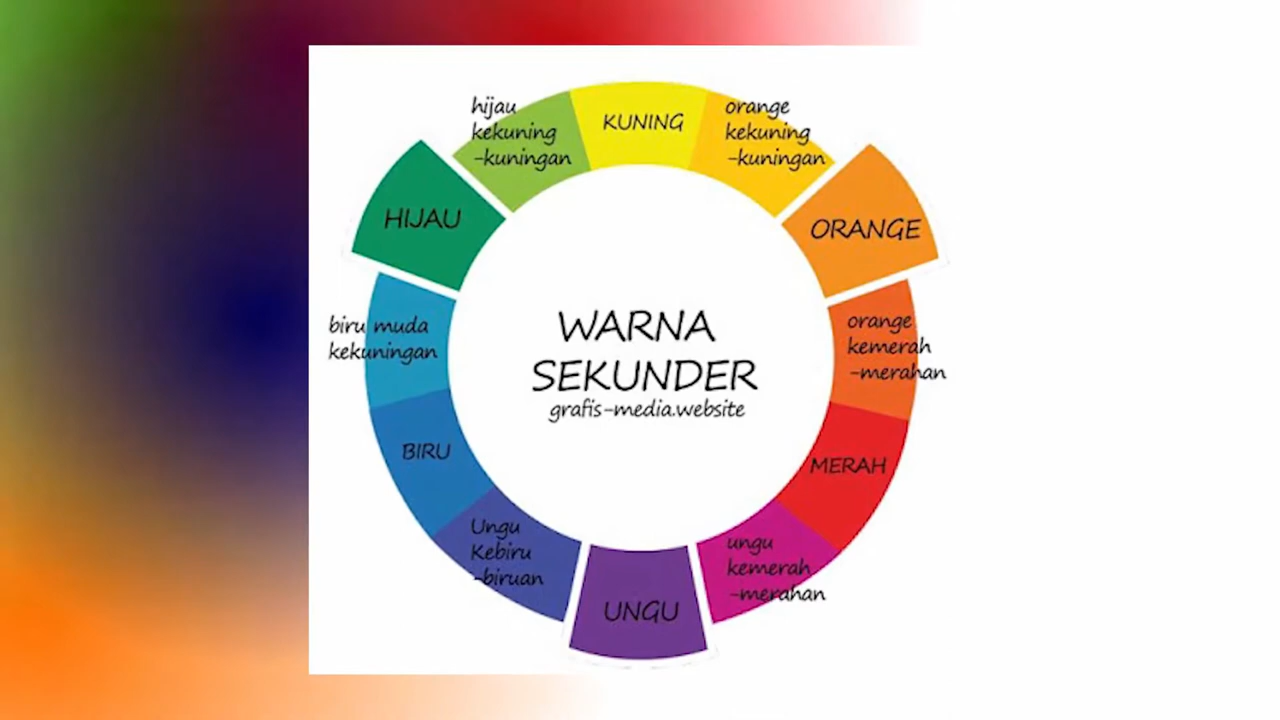 hijau
kekuning
-kuningan
KUNING
orange
kekuning
-kuningan
HIJAU
ORANGE
biru muda
kekuningan
WARNA
SEKUNDER
grafis-media.website
orange
kemerah
-merahan
BIRU
MERAH
Ungu
Kebiru
-biruan
UNGU
ungu
kemerah
-merahan